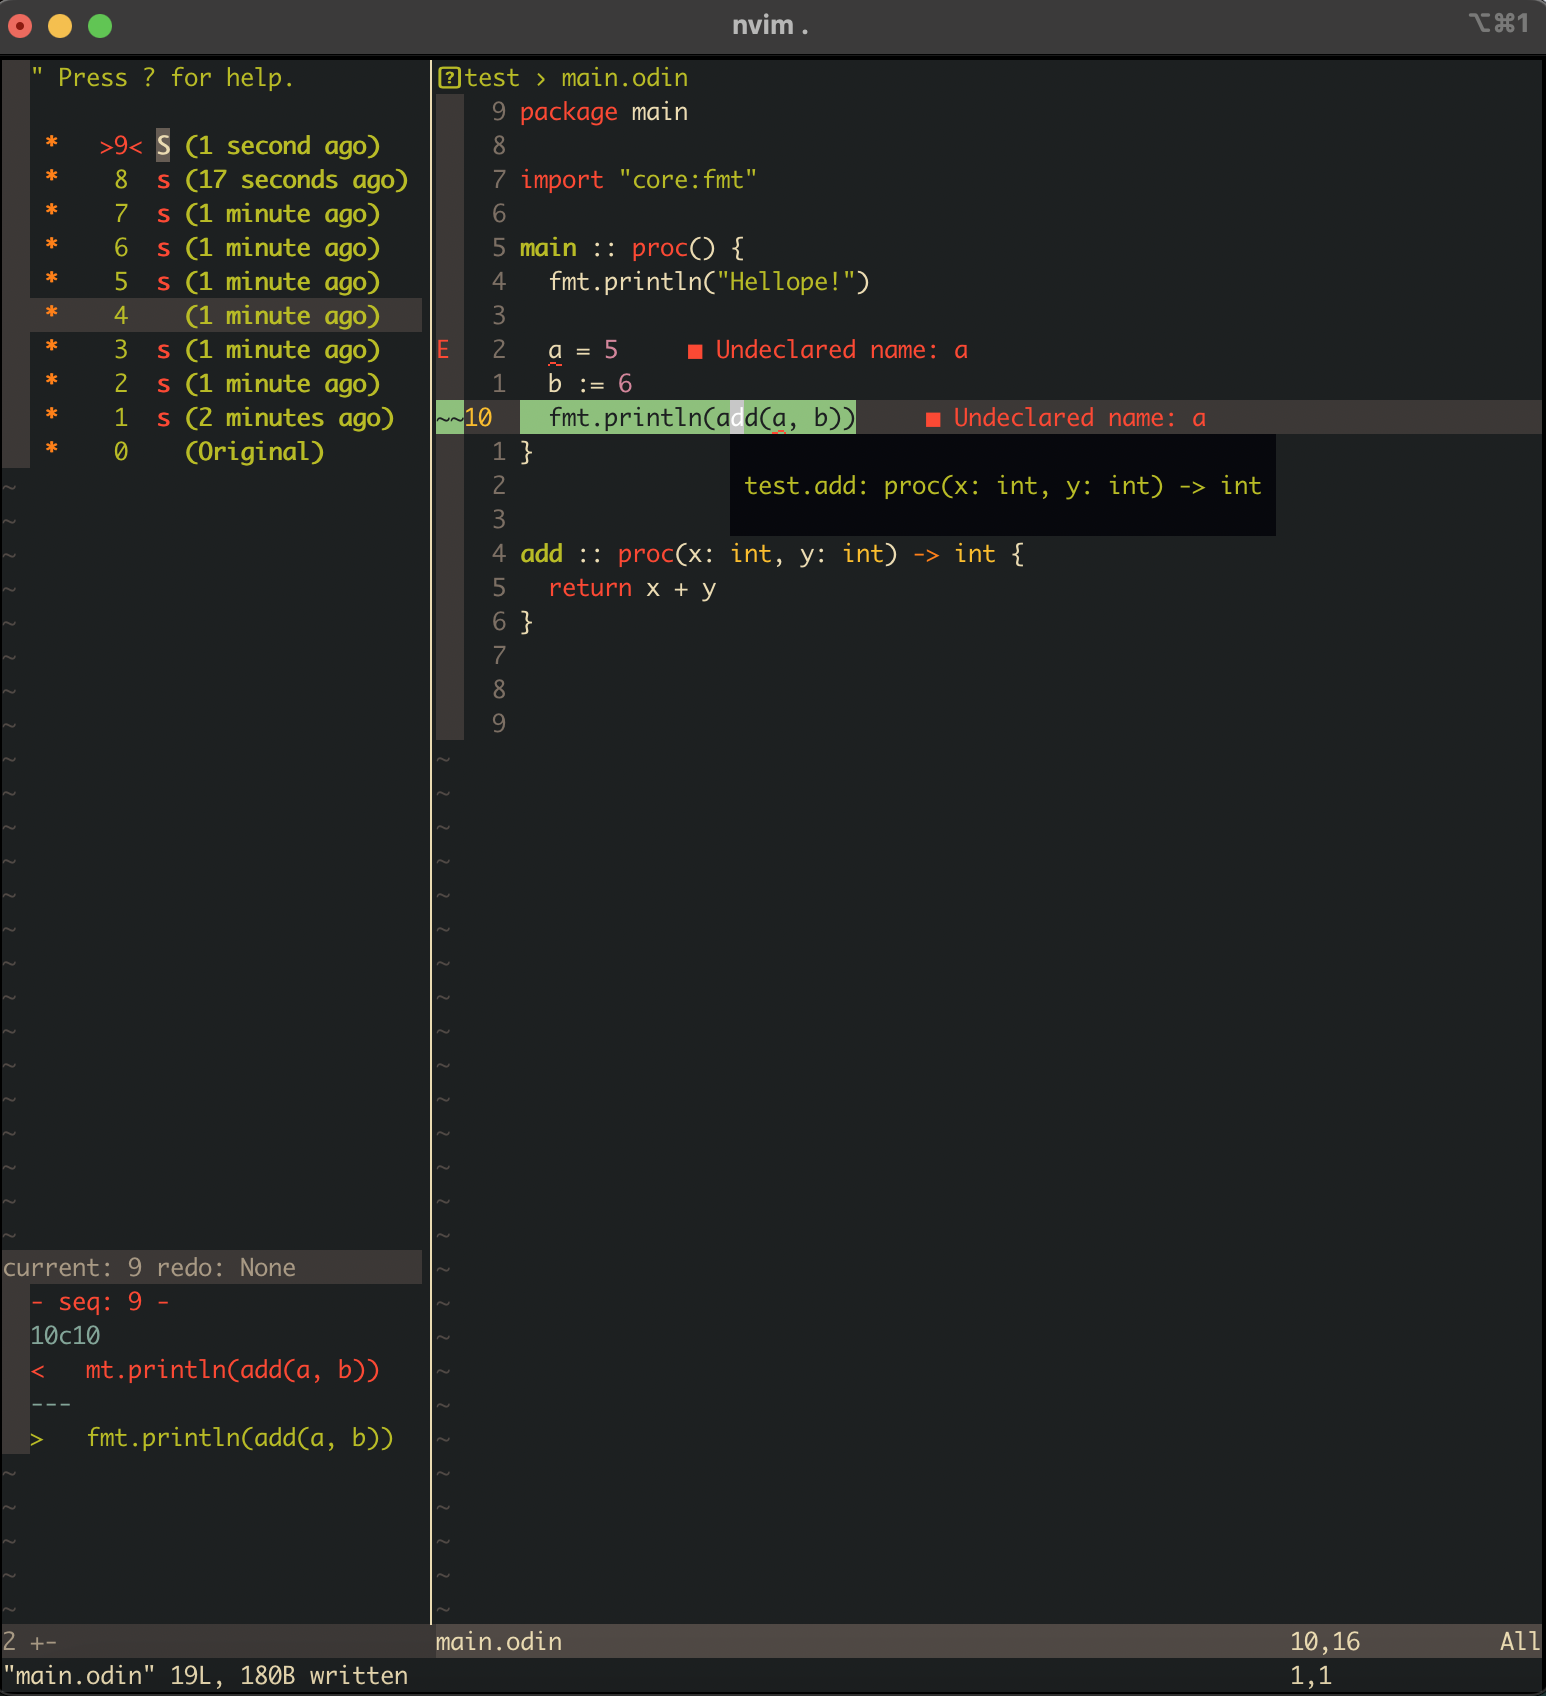 nvim .
⌥⌘1
" Press ? for help.
*   >9< S (1 second ago)
*    8  s (17 seconds ago)
*    7  s (1 minute ago)
*    6  s (1 minute ago)
*    5  s (1 minute ago)
*    4    (1 minute ago)
*    3  s (1 minute ago)
*    2  s (1 minute ago)
*    1  s (2 minutes ago)
*    0    (Original)
current: 9 redo: None
- seq: 9 -
10c10
<   mt.println(add(a, b))
---
>   fmt.println(add(a, b))
2 +-
[?]test › main.odin
9 package main
8
7 import "core:fmt"
6
5 main :: proc() {
4   fmt.println("Hellope!")
3
E   2   a = 5     ■ Undeclared name: a
1   b := 6
~~10    fmt.println(add(a, b))     ■ Undeclared name: a
1 }
2
test.add: proc(x: int, y: int) -> int
3
4 add :: proc(x: int, y: int) -> int {
5   return x + y
6 }
7
8
9
main.odin 10,16 All
"main.odin" 19L, 180B written 1,1